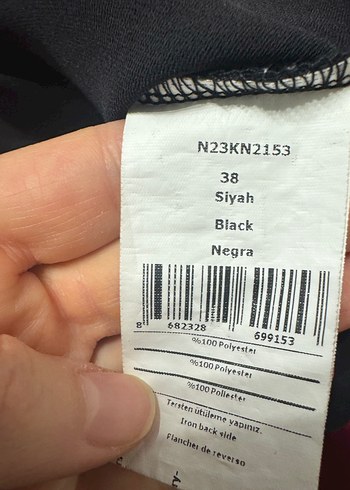 N23KN2153
38
Siyah
Black
Negra
8 682328 699153
%100 Polyester
%100 Polyester
%100 Poliester
Tersten ütüleme yapınız.
Iron back side
Flancher de reverso